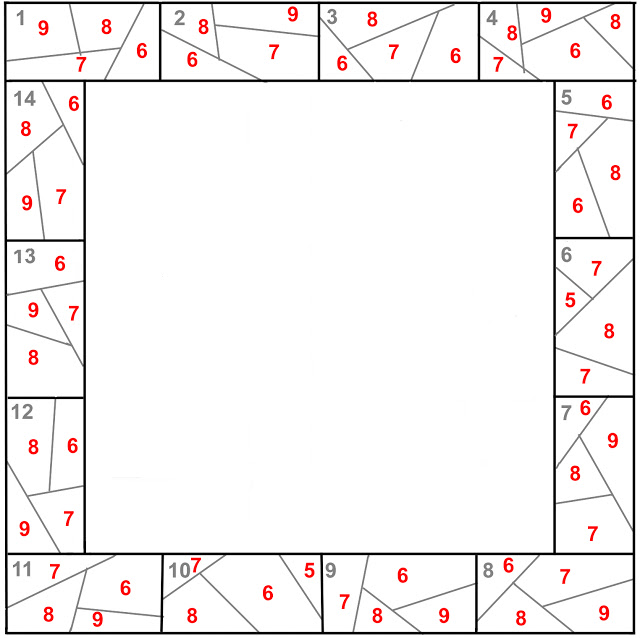 1 9 8 7 6
2 8 9 6 7
3 8 6 7 6
4 8 9 8 7 6
5 6 7 8 6
6 7 5 8 7
7 6 9 8 7
8 6 7 8 9
9 6 7 8 9
10 7 6 5 8
11 7 6 8 9
12 8 6 9 7
13 6 9 7 8
14 6 8 9 7